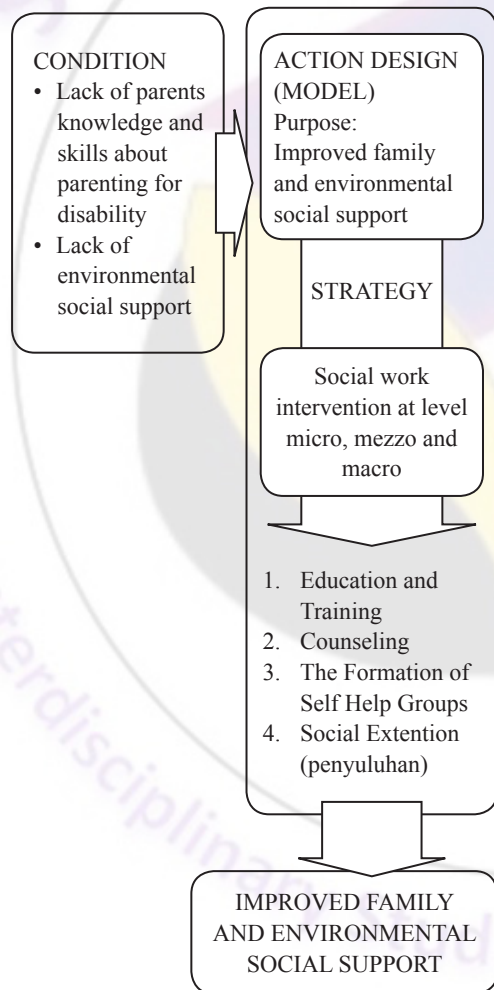 CONDITION
• Lack of parents
knowledge and
skills about
parenting for
disability
• Lack of
environmental
social support
ACTION DESIGN
(MODEL)
Purpose:
Improved family
and environmental
social support
STRATEGY
Social work
intervention at level
micro, mezzo and
macro
1. Education and
Training
2. Counseling
3. The Formation of
Self Help Groups
4. Social Extention
(penyuluhan)
IMPROVED FAMILY
AND ENVIRONMENTAL
SOCIAL SUPPORT
terdisciplinary Stud